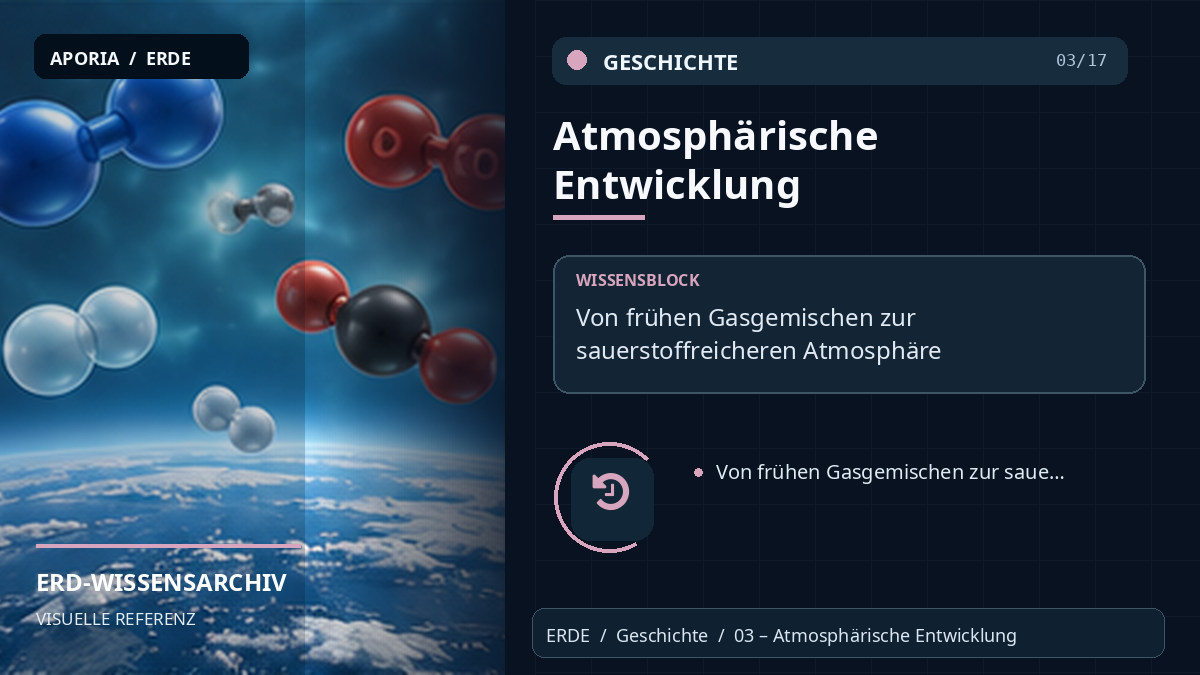 APORIA / ERDE
ERD-WISSENSARCHIV
VISUELLE REFERENZ
GESCHICHTE
03/17
Atmosphärische
Entwicklung
WISSENSBLOCK
Von frühen Gasgemischen zur
sauerstoffreicheren Atmosphäre
Von frühen Gasgemischen zur saue...
ERDE / Geschichte / 03 – Atmosphärische Entwicklung